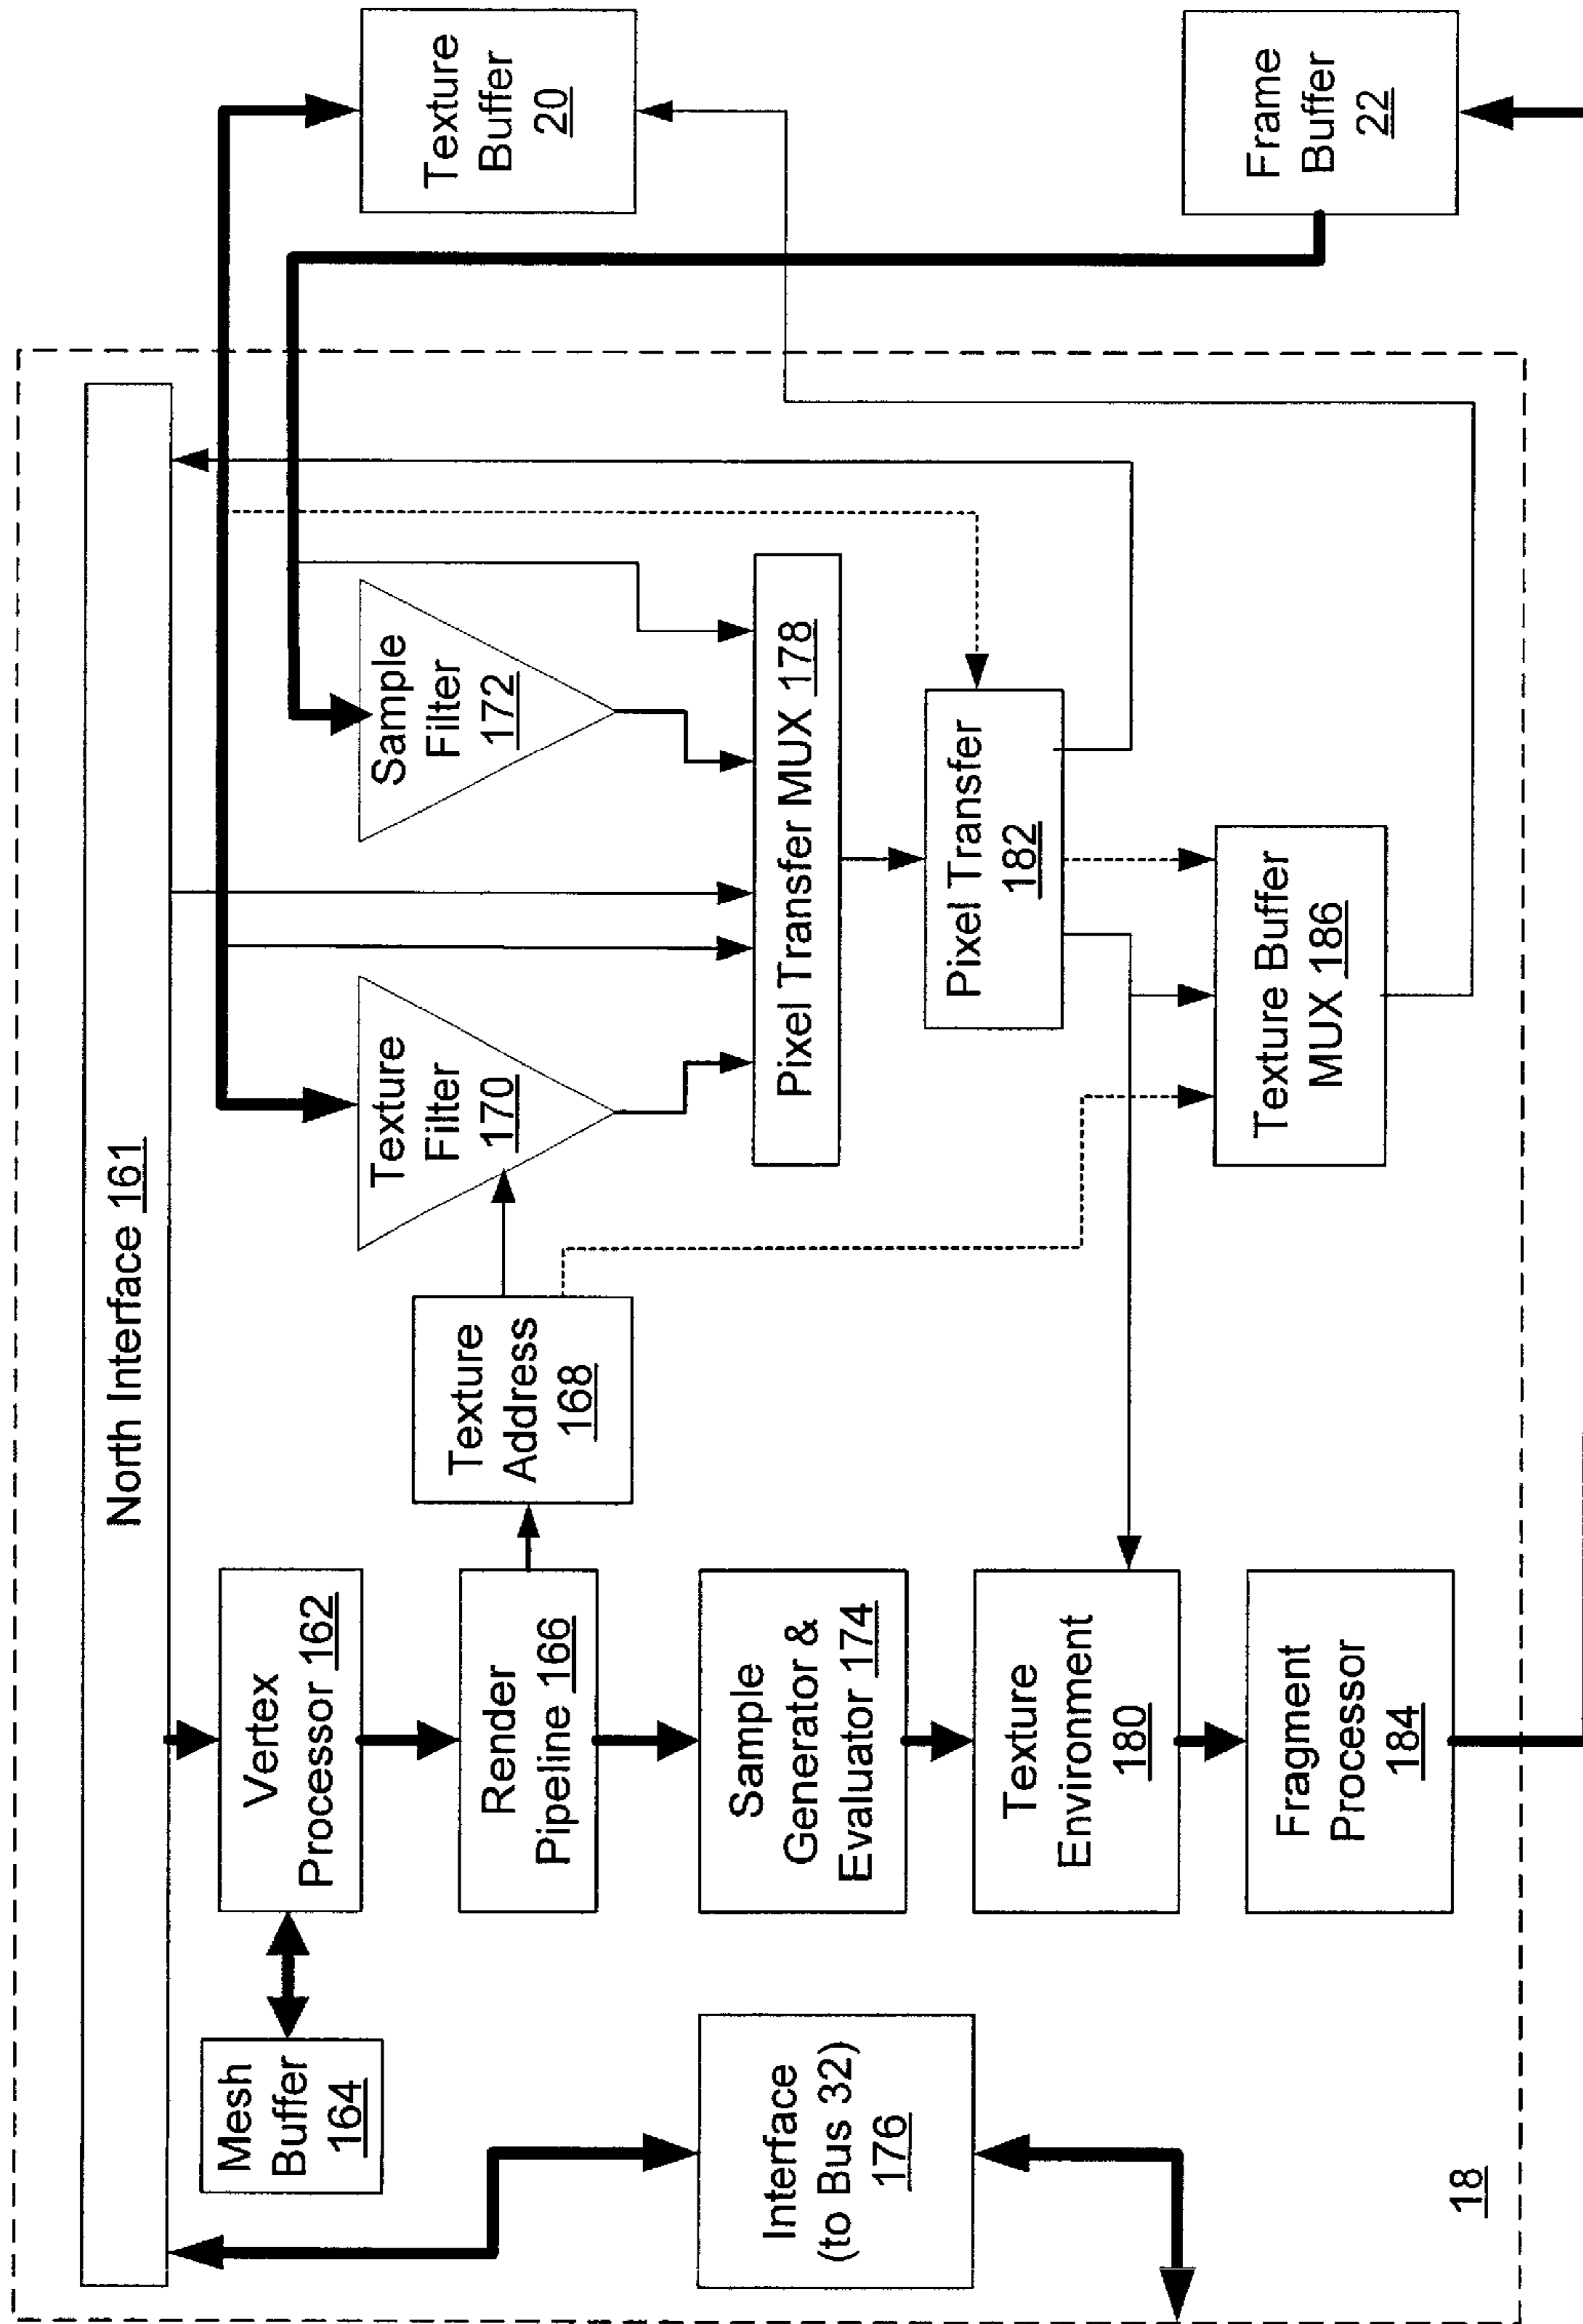 North Interface 161
Mesh
Buffer
164
Vertex
Processor 162
Render
Pipeline 166
Texture
Address
168
Texture
Filter
170
Sample
Filter
172
Texture
Buffer
20
Interface
(to Bus 32)
176
Sample
Generator &
Evaluator 174
Pixel Transfer MUX 178
Texture
Environment
180
Pixel Transfer
182
Fragment
Processor
184
Texture Buffer
MUX 186
Frame
Buffer
22
18